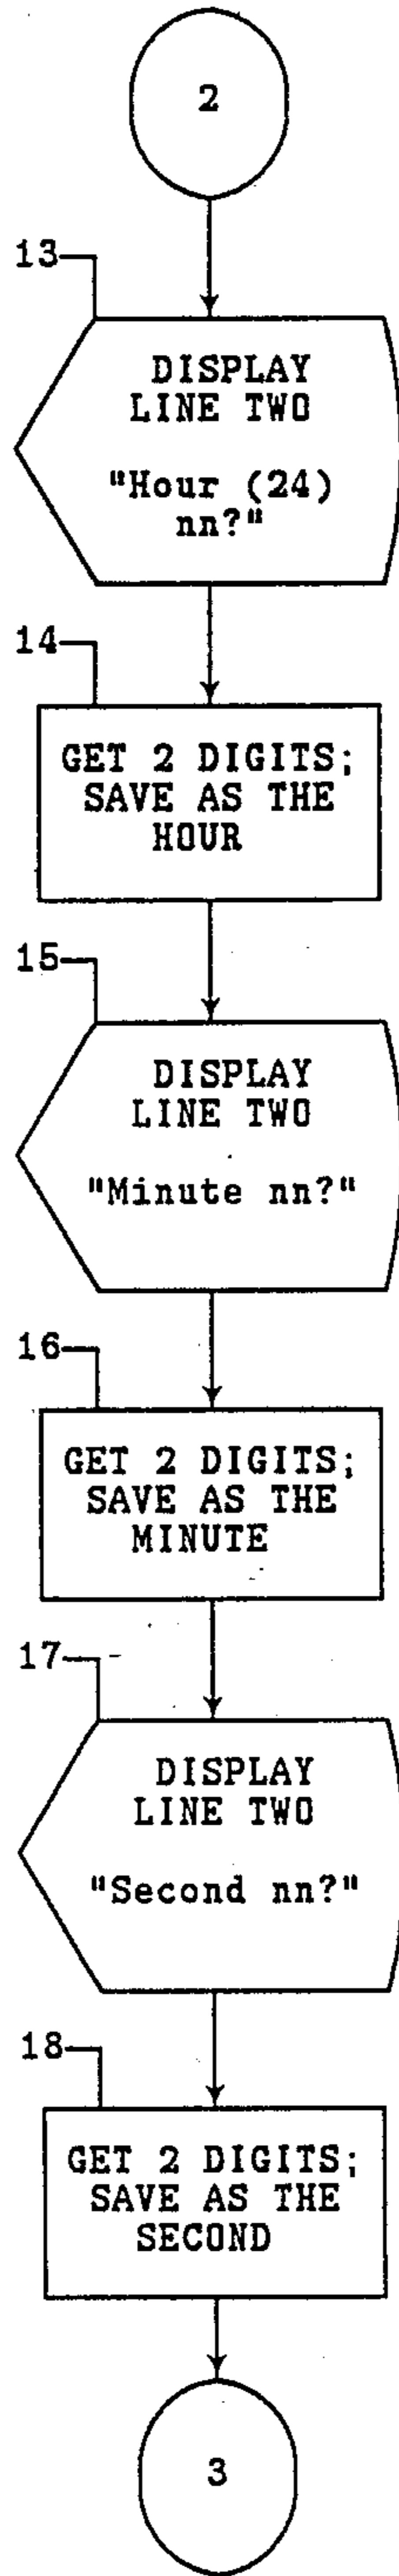 2
13
DISPLAY
LINE TWO
"Hour (24)
nn?"
14
GET 2 DIGITS;
SAVE AS THE
HOUR
15
DISPLAY
LINE TWO
"Minute nn?"
16
GET 2 DIGITS;
SAVE AS THE
MINUTE
17
DISPLAY
LINE TWO
"Second nn?"
18
GET 2 DIGITS;
SAVE AS THE
SECOND
3